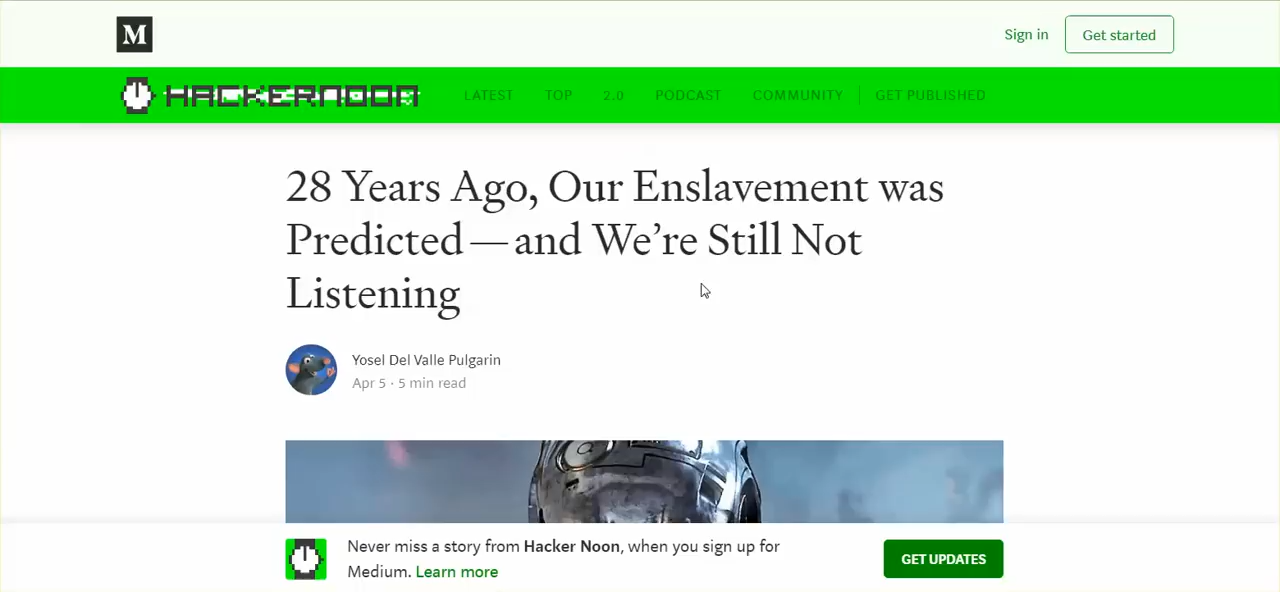 M
Sign in
Get started
HACKERNOON
LATEST
TOP
2.0
PODCAST
COMMUNITY
GET PUBLISHED
28 Years Ago, Our Enslavement was
Predicted — and We’re Still Not
Listening
Yosel Del Valle Pulgarin
Apr 5 · 5 min read
Never miss a story from Hacker Noon, when you sign up for
Medium. Learn more
GET UPDATES